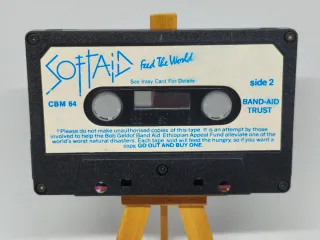 SOFTAID Feed The World
See Inlay Card For Details
side 2
CBM 64
BAND-AID
TRUST
Please do not make unauthorised copies of this tape. It is an attempt by those
involved to help the Bob Geldof Band Aid Ethiopian Appeal Fund alleviate one of the
world's worst natural disasters. Each tape sold will feed the hungry, so if you want a
copy, GO OUT AND BUY ONE.